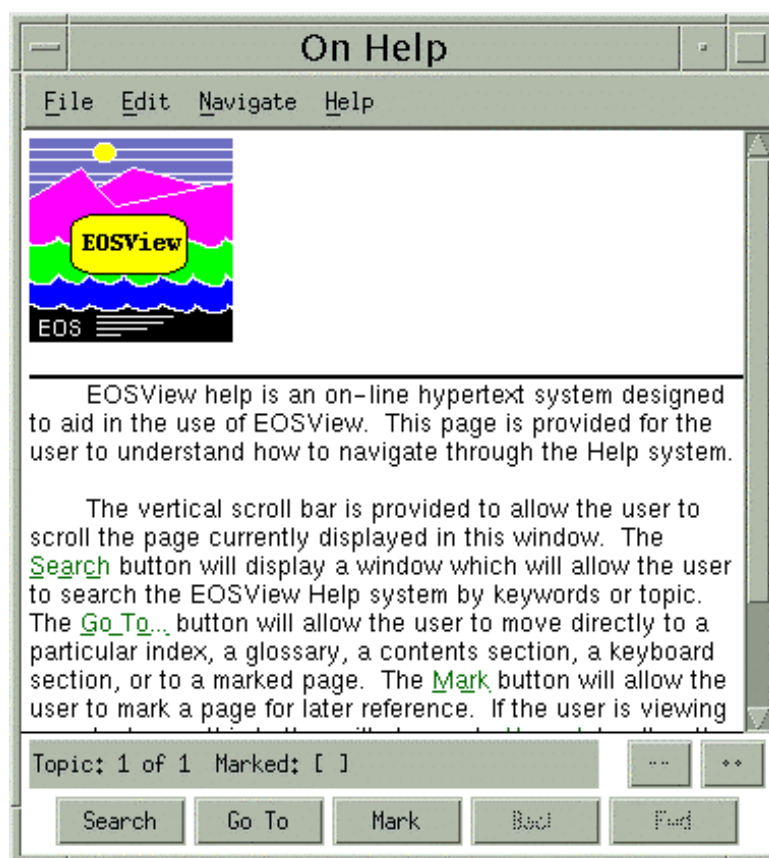 On Help
File Edit Navigate Help
EOSView
EOS
EOSView help is an on-line hypertext system designed
to aid in the use of EOSView. This page is provided for the
user to understand how to navigate through the Help system.
The vertical scroll bar is provided to allow the user to
scroll the page currently displayed in this window. The
Search button will display a window which will allow the user
to search the EOSView Help system by keywords or topic.
The Go To... button will allow the user to move directly to a
particular index, a glossary, a contents section, a keyboard
section, or to a marked page. The Mark button will allow the
user to mark a page for later reference. If the user is viewing
Topic: 1 of 1 Marked: [ ]
-- ++
Search Go To Mark Back Fwd